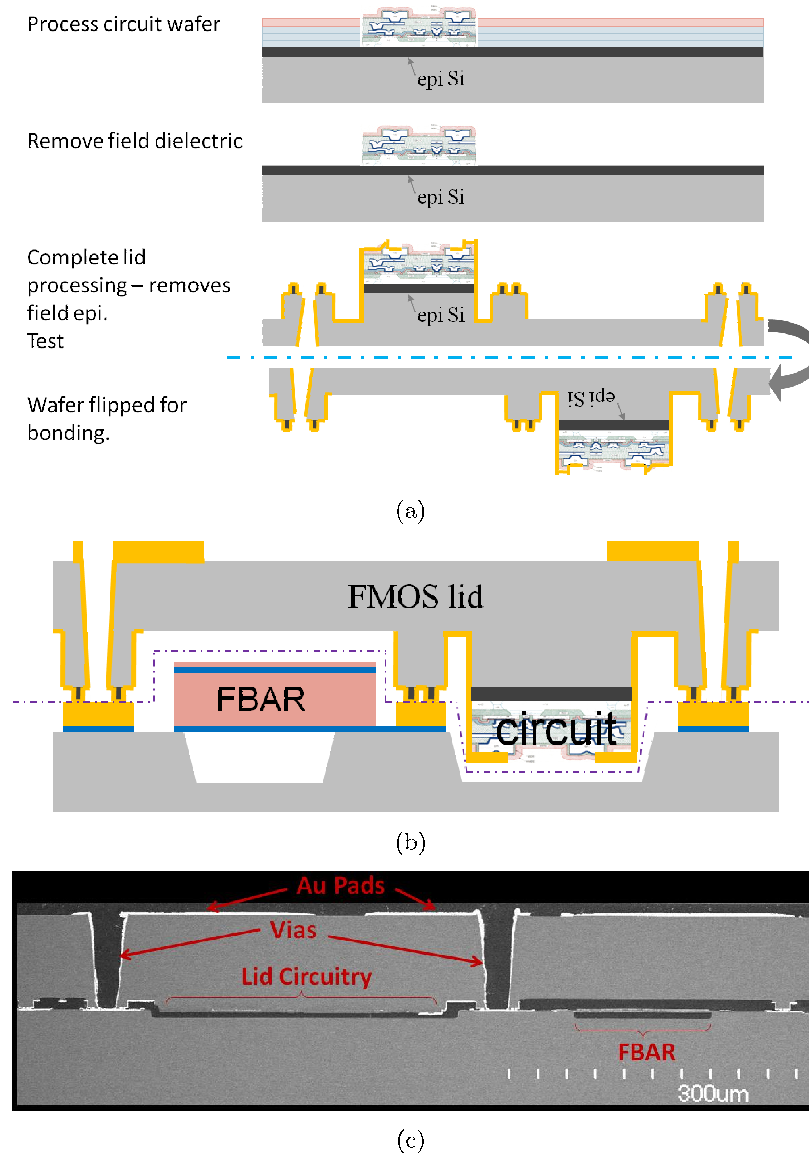 Process circuit wafer
epi Si
Remove field dielectric
epi Si
Complete lid
processing – removes
field epi.
Test
epi Si
Wafer flipped for
bonding.
epi Si
(a)
FMOS lid
FBAR
circuit
(b)
Au Pads
Vias
Lid Circuitry
FBAR
300um
(c)